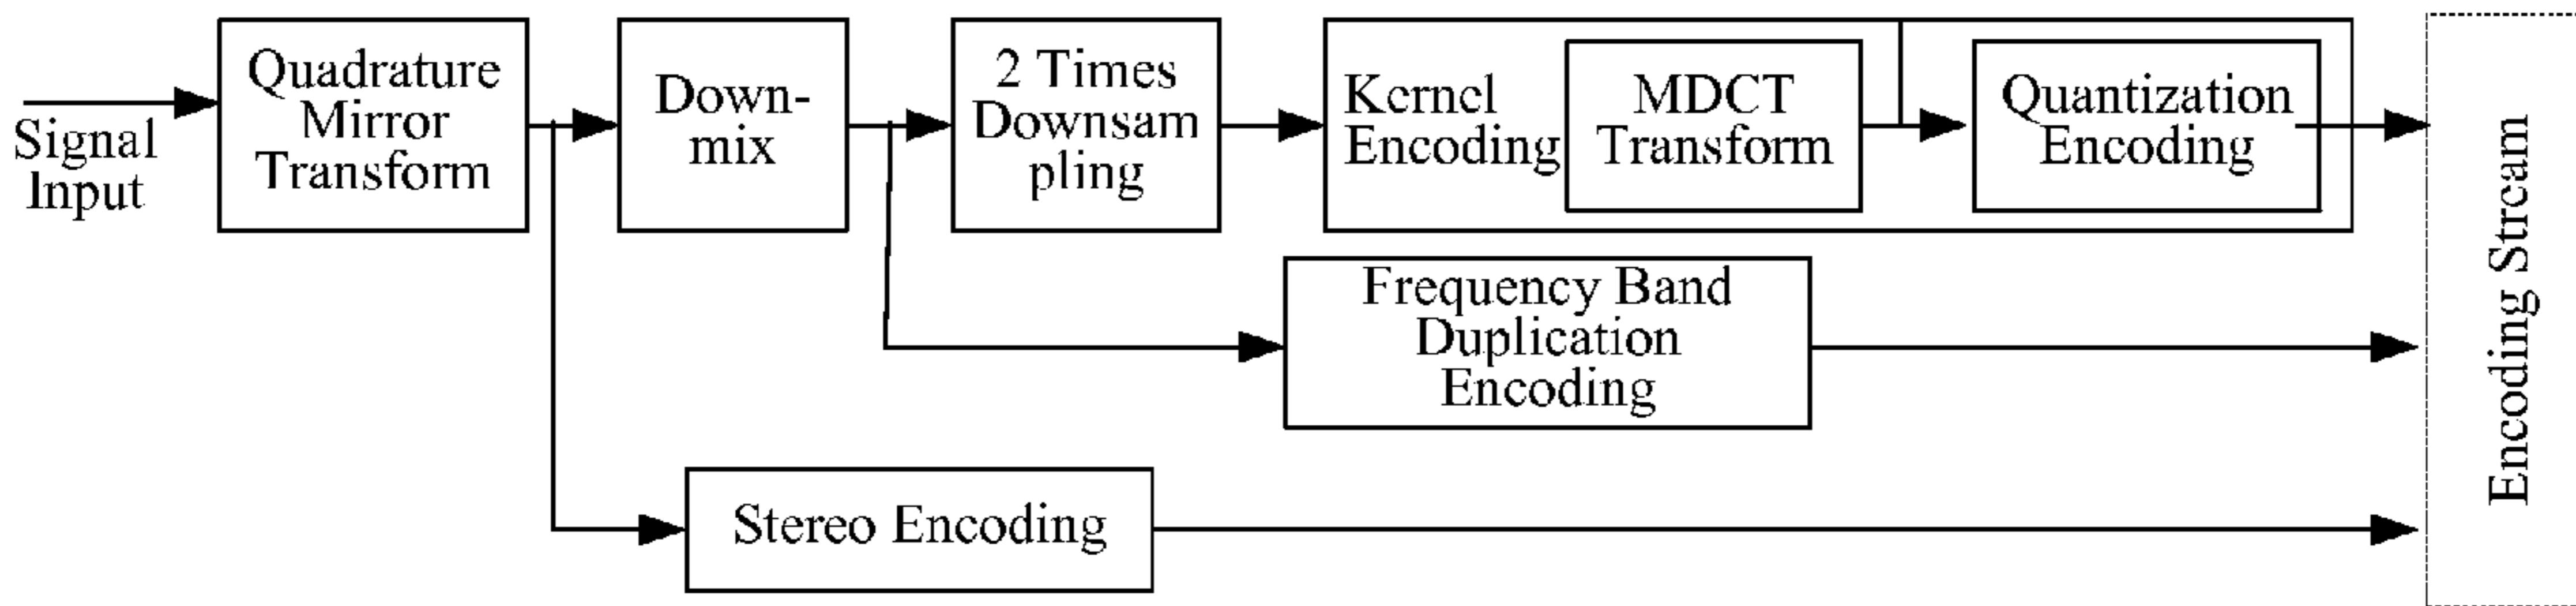 Signal
Input
Quadrature
Mirror
Transform
Down-
mix
2 Times
Downsam
pling
Kernel
Encoding
MDCT
Transform
Quantization
Encoding
Frequency Band
Duplication
Encoding
Stereo Encoding
Encoding Stream